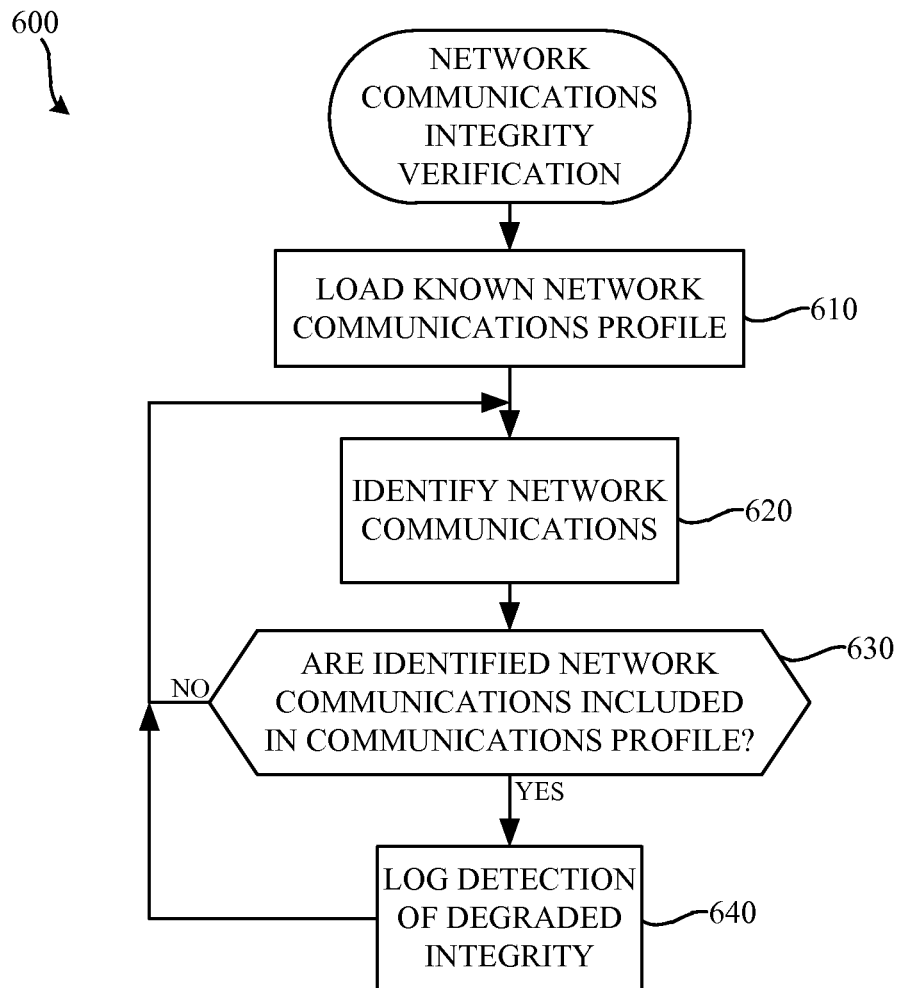 600
NETWORK
COMMUNICATIONS
INTEGRITY
VERIFICATION
LOAD KNOWN NETWORK
COMMUNICATIONS PROFILE
610
IDENTIFY NETWORK
COMMUNICATIONS
620
ARE IDENTIFIED NETWORK
COMMUNICATIONS INCLUDED
IN COMMUNICATIONS PROFILE?
630
NO
YES
LOG DETECTION
OF DEGRADED
INTEGRITY
640